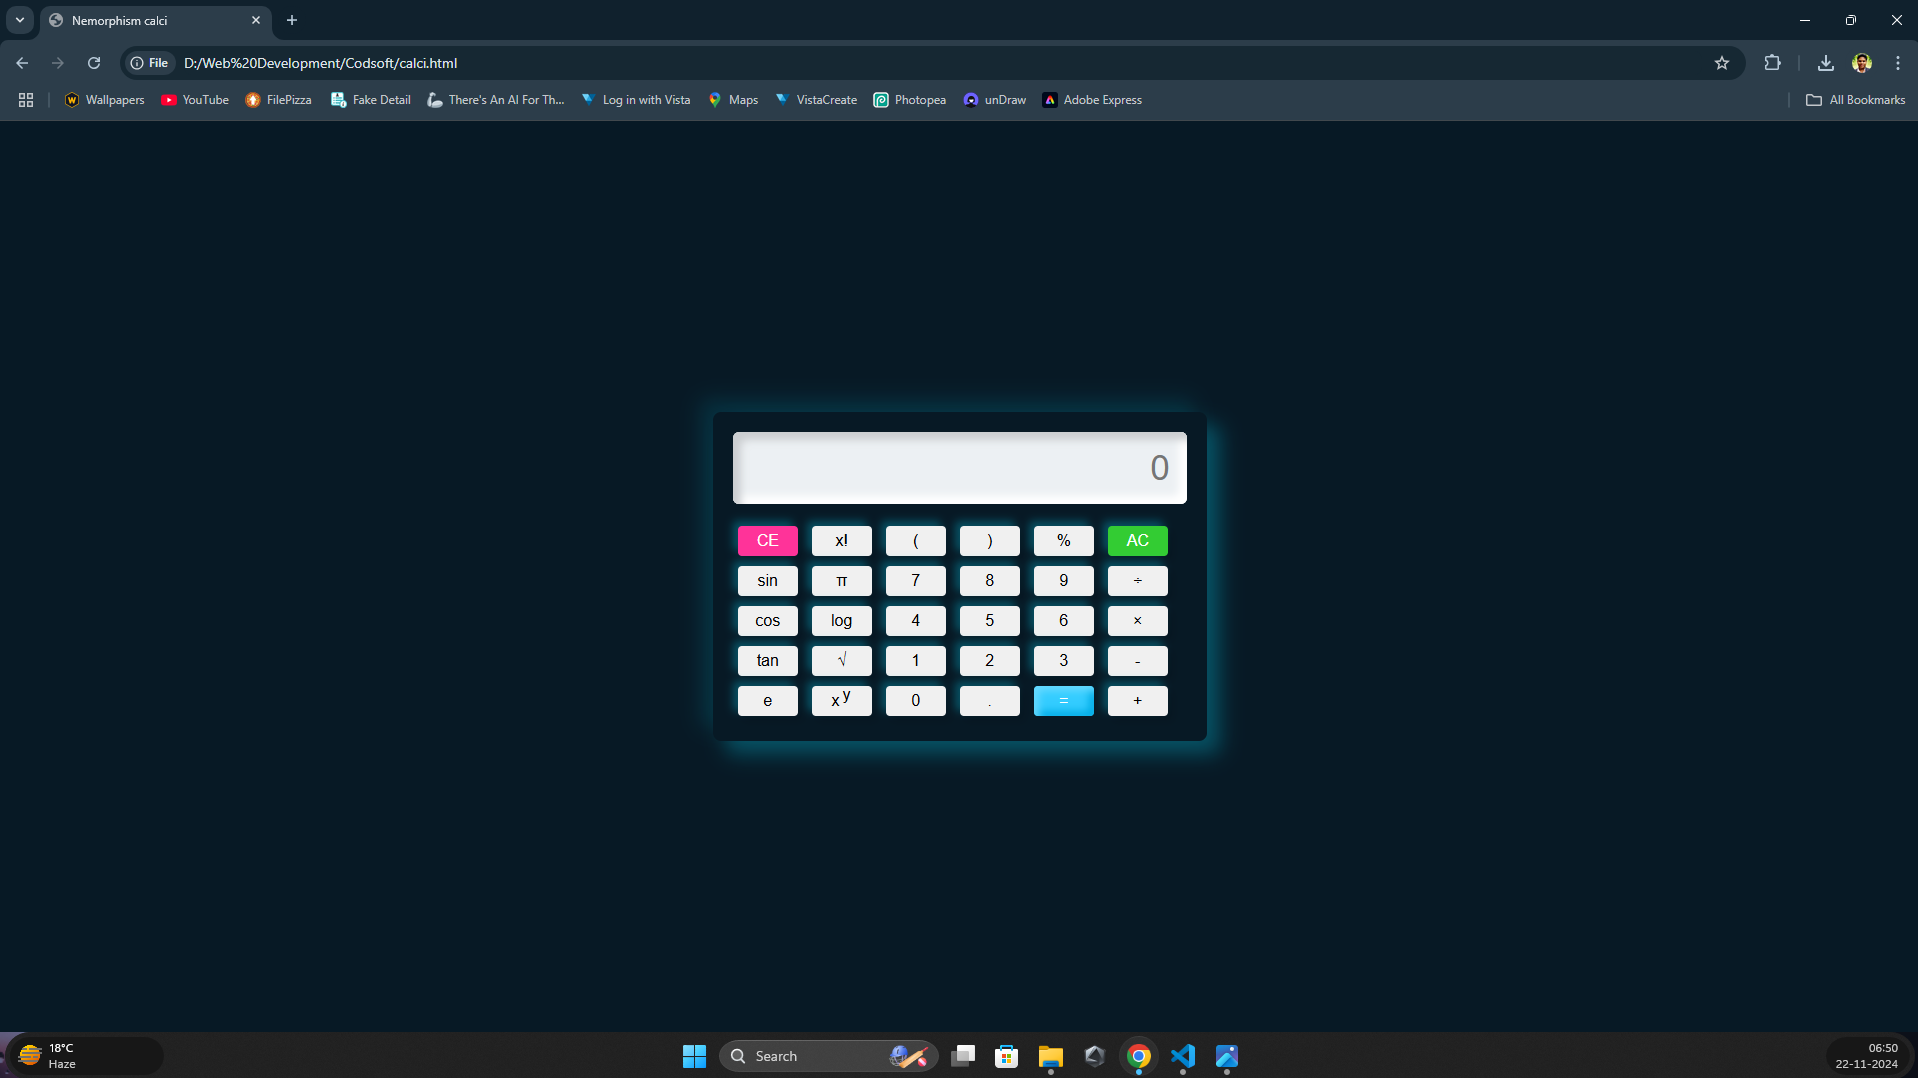 Nemorphism calci
File D:/Web%20Development/Codsoft/calci.html
Wallpapers YouTube FilePizza Fake Detail There's An AI For Th... Log in with Vista Maps VistaCreate Photopea unDraw Adobe Express All Bookmarks
0
CE x! ( ) % AC
sin π 7 8 9 ÷
cos log 4 5 6 ×
tan √ 1 2 3 -
e x y 0 . = +
18°C
Haze
Search
06:50
22-11-2024